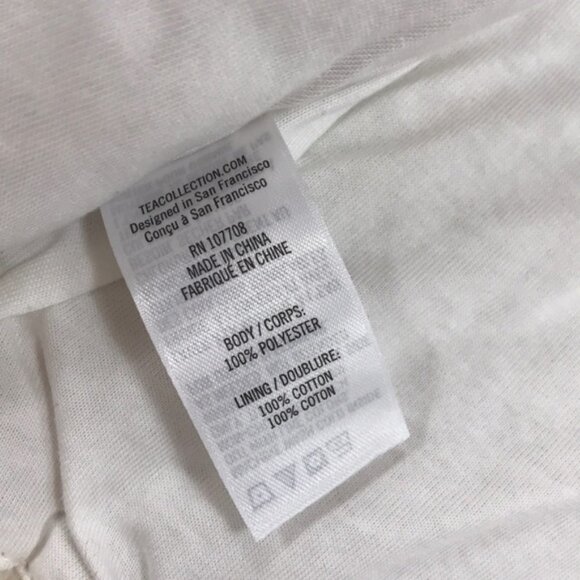 TEACOLLECTION.COM
Designed in San Francisco
Conçu à San Francisco
RN 107708
MADE IN CHINA
FABRIQUÉ EN CHINE
BODY / CORPS:
100% POLYESTER
LINING / DOUBLURE:
100% COTTON
100% COTON